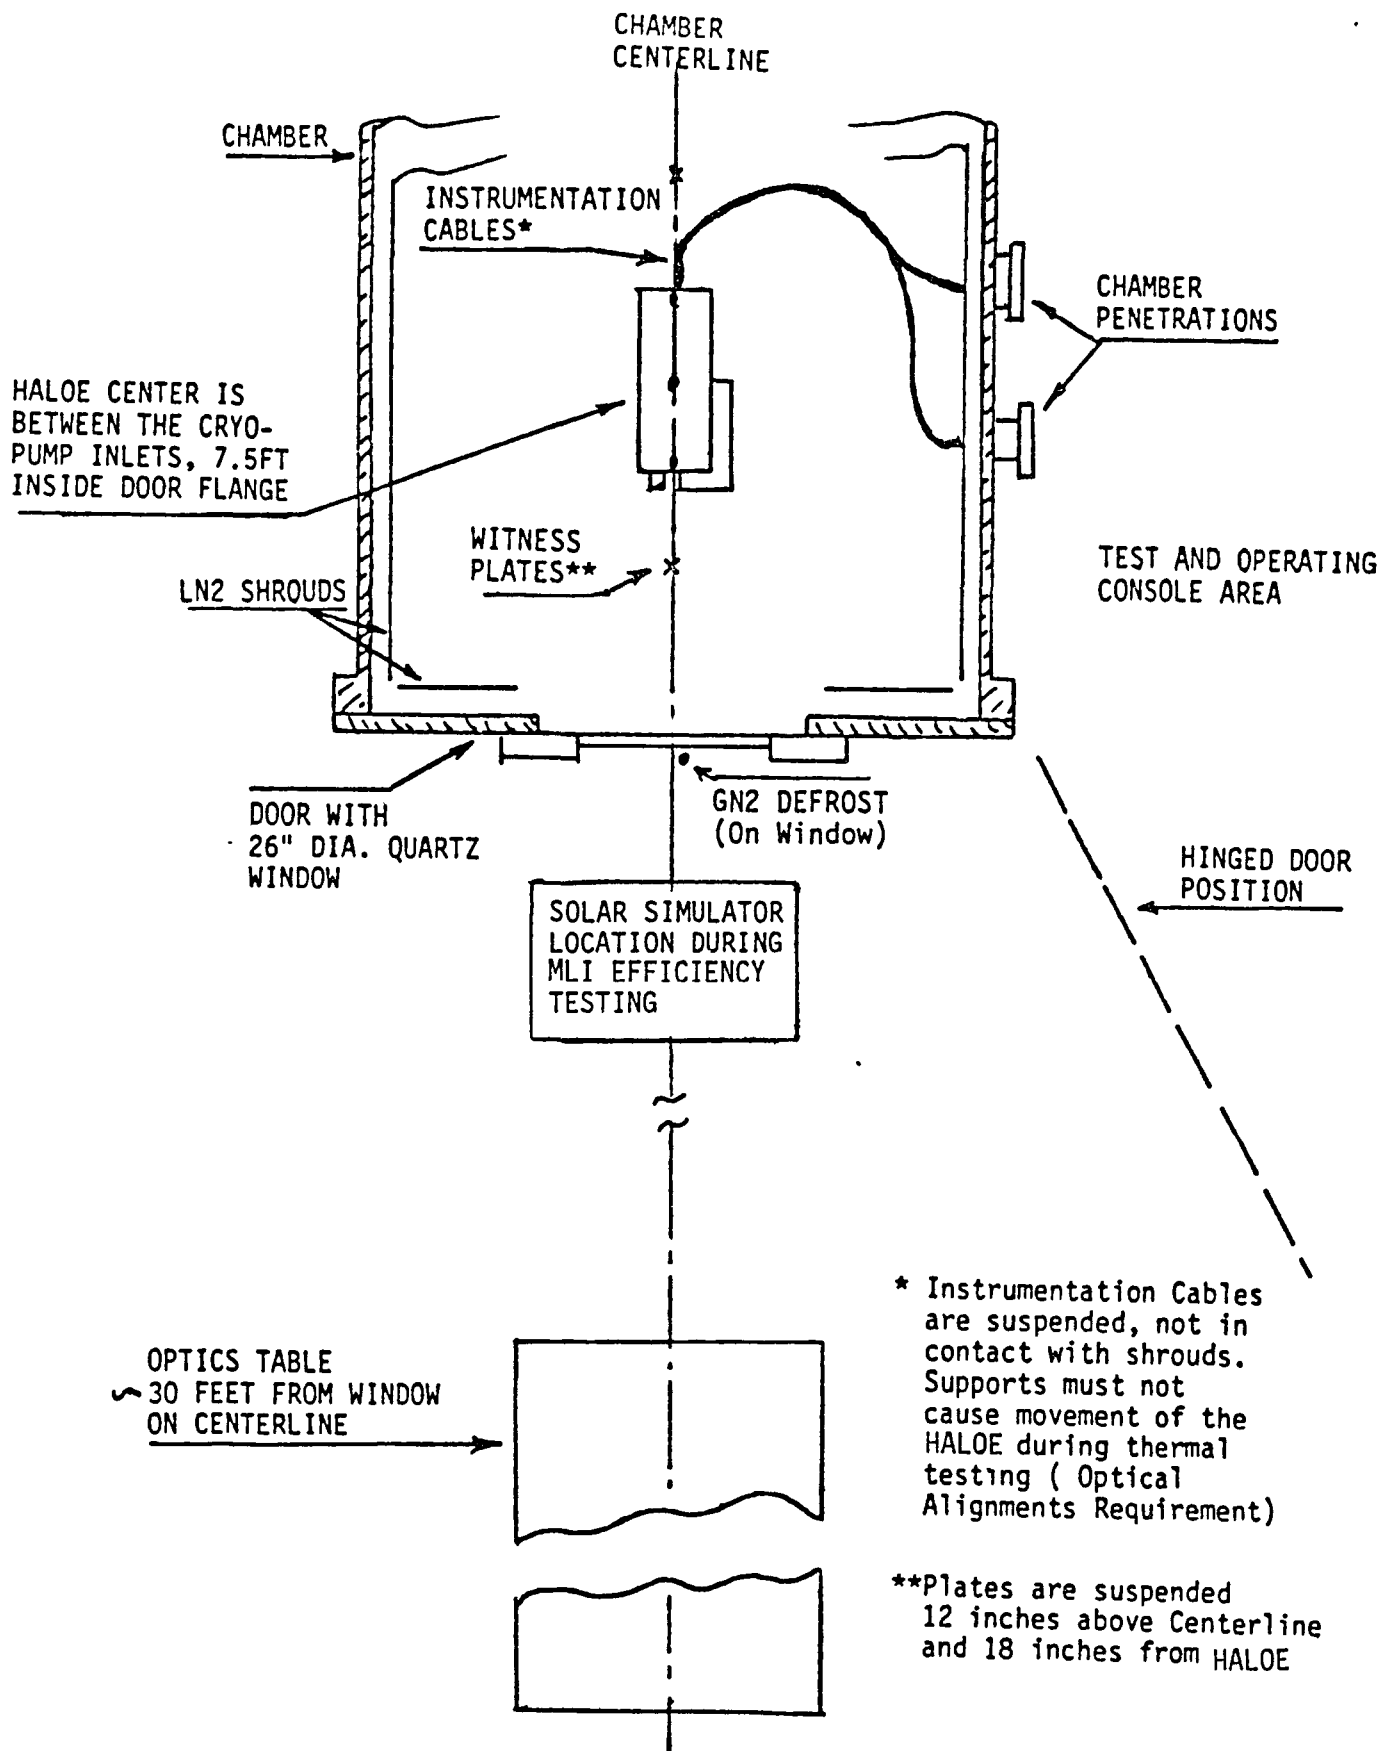 CHAMBER
CENTERLINE
CHAMBER
INSTRUMENTATION
CABLES*
CHAMBER
PENETRATIONS
HALOE CENTER IS
BETWEEN THE CRYO-
PUMP INLETS, 7.5FT
INSIDE DOOR FLANGE
WITNESS
PLATES**
TEST AND OPERATING
CONSOLE AREA
LN2 SHROUDS
DOOR WITH
26" DIA. QUARTZ
WINDOW
GN2 DEFROST
(On Window)
HINGED DOOR
POSITION
SOLAR SIMULATOR
LOCATION DURING
MLI EFFICIENCY
TESTING
OPTICS TABLE
~30 FEET FROM WINDOW
ON CENTERLINE
* Instrumentation Cables
are suspended, not in
contact with shrouds.
Supports must not
cause movement of the
HALOE during thermal
testing ( Optical
Alignments Requirement)
**Plates are suspended
12 inches above Centerline
and 18 inches from HALOE